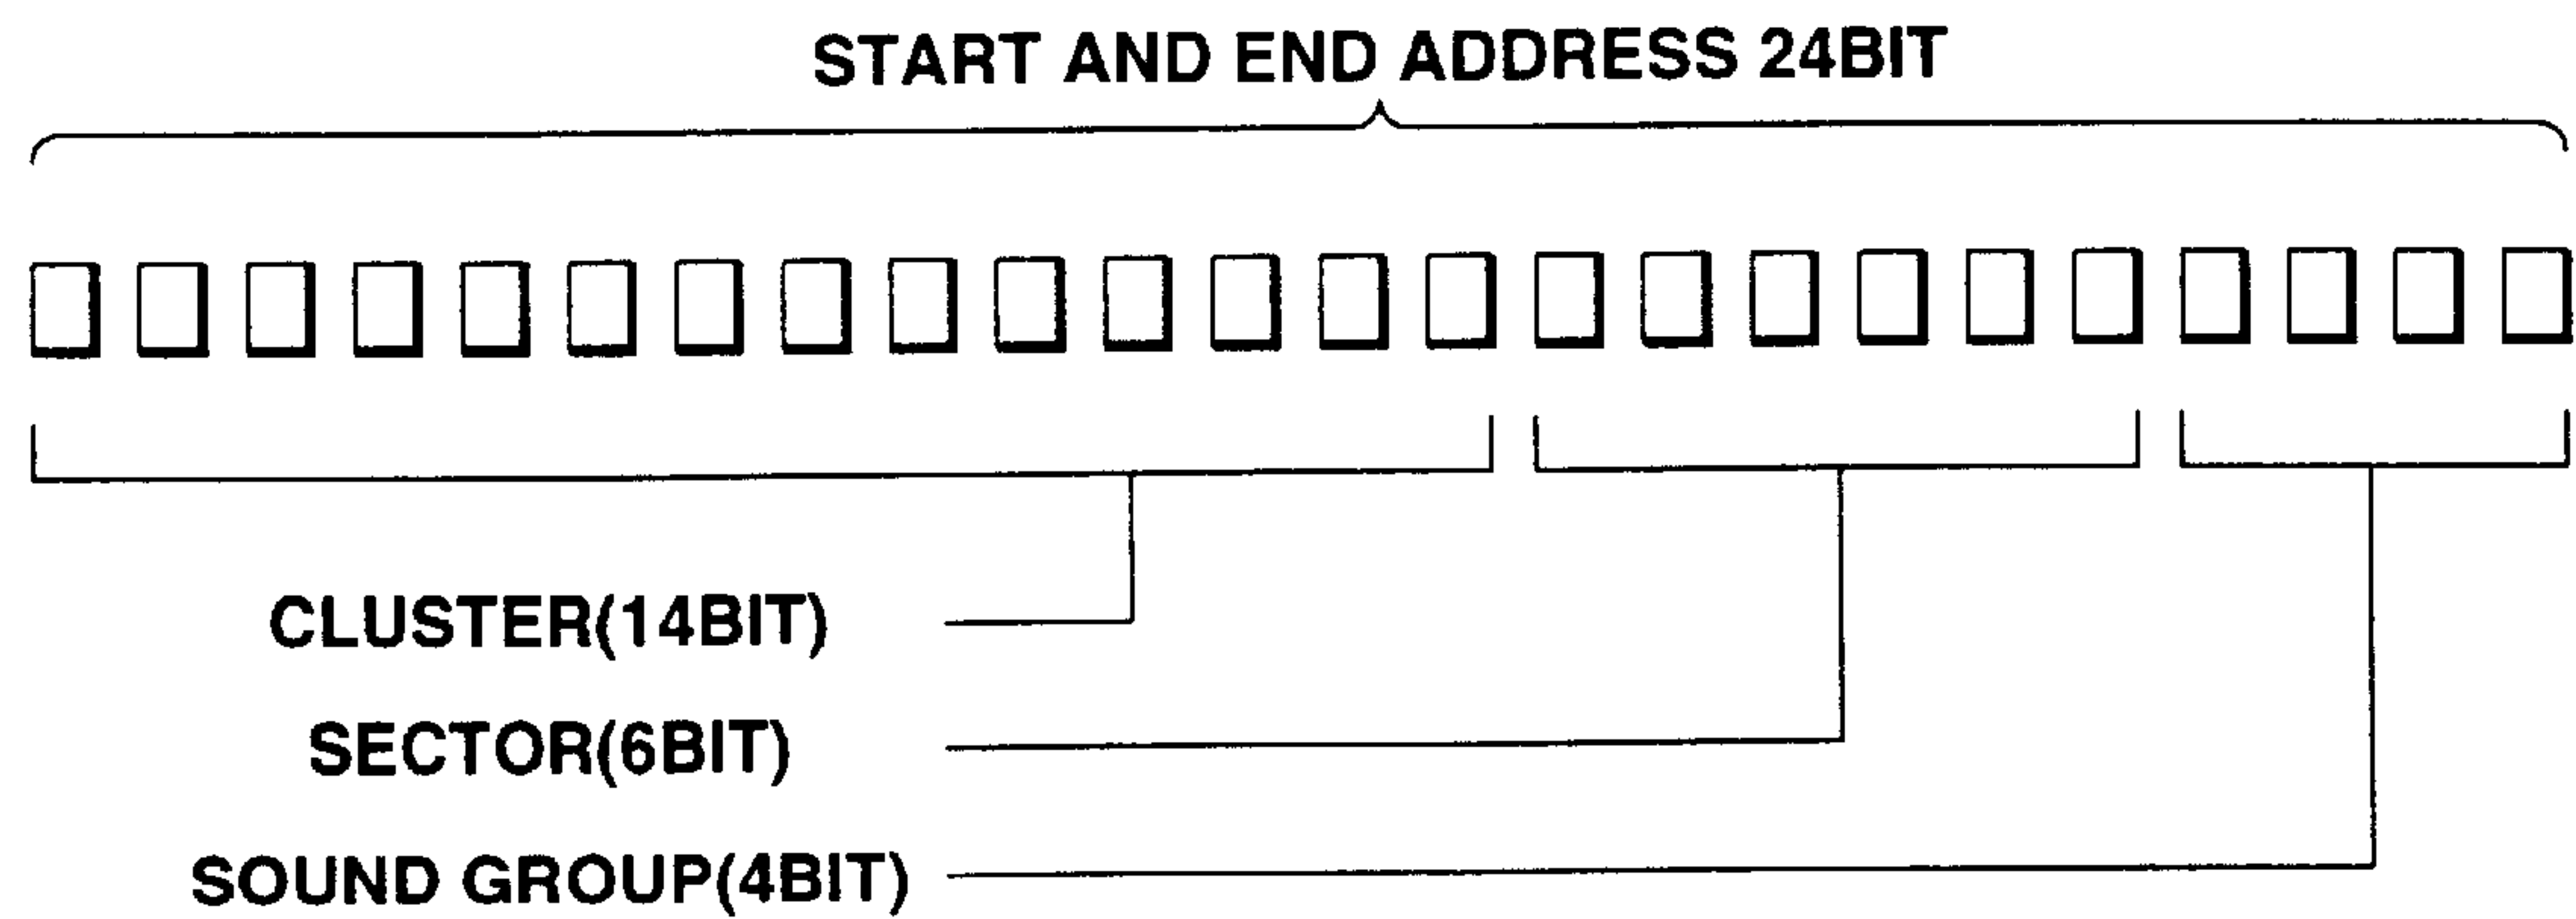 START AND END ADDRESS 24BIT
CLUSTER(14BIT)
SECTOR(6BIT)
SOUND GROUP(4BIT)